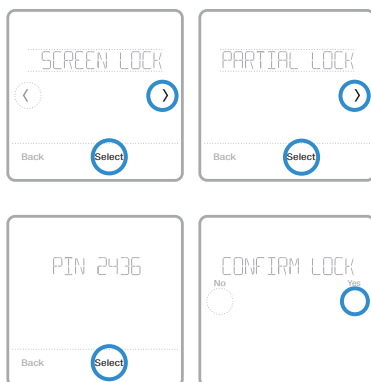 SCREEN LOCK
Back Select
PARTIAL LOCK
Back Select
PIN 2436
Back Select
CONFIRM LOCK
No Yes